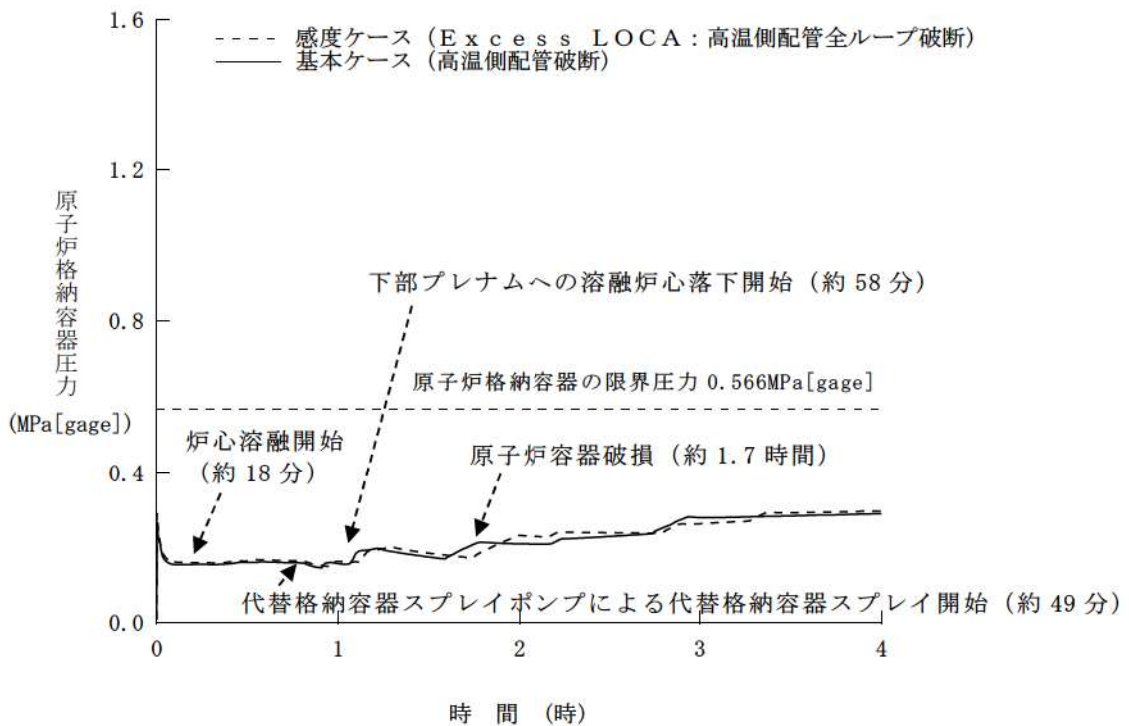 1.6
感度ケース（Ｅｘｃｅｓｓ ＬＯＣＡ：高温側配管全ループ破断）
基本ケース（高温側配管破断）
1.2
原子炉格納容器圧力
(MPa[gage])
下部プレナムへの溶融炉心落下開始（約 58 分）
0.8
原子炉格納容器の限界圧力 0.566MPa[gage]
炉心溶融開始
（約 18 分）
原子炉容器破損（約 1.7 時間）
0.4
代替格納容器スプレイポンプによる代替格納容器スプレイ開始（約 49 分）
0.0
0 1 2 3 4
時 間 (時)